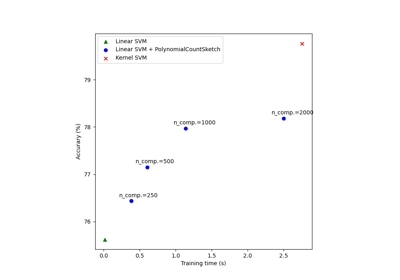 Linear SVM
Linear SVM + PolynomialCountSketch
Kernel SVM
79
78
77
76
n_comp.=2000
n_comp.=1000
n_comp.=500
n_comp.=250
Accurary (%)
0.0 0.5 1.0 1.5 2.0 2.5
Training time (s)